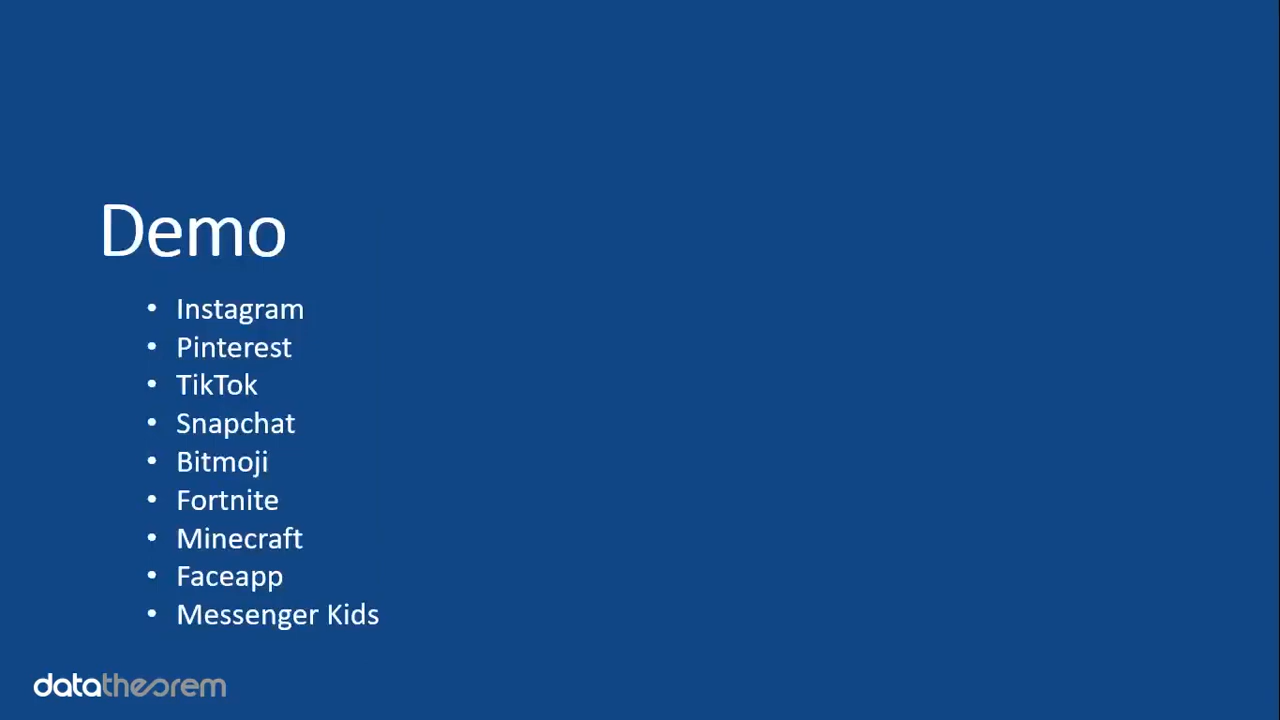 Demo
• Instagram
• Pinterest
• TikTok
• Snapchat
• Bitmoji
• Fortnite
• Minecraft
• Faceapp
• Messenger Kids
datatheorem